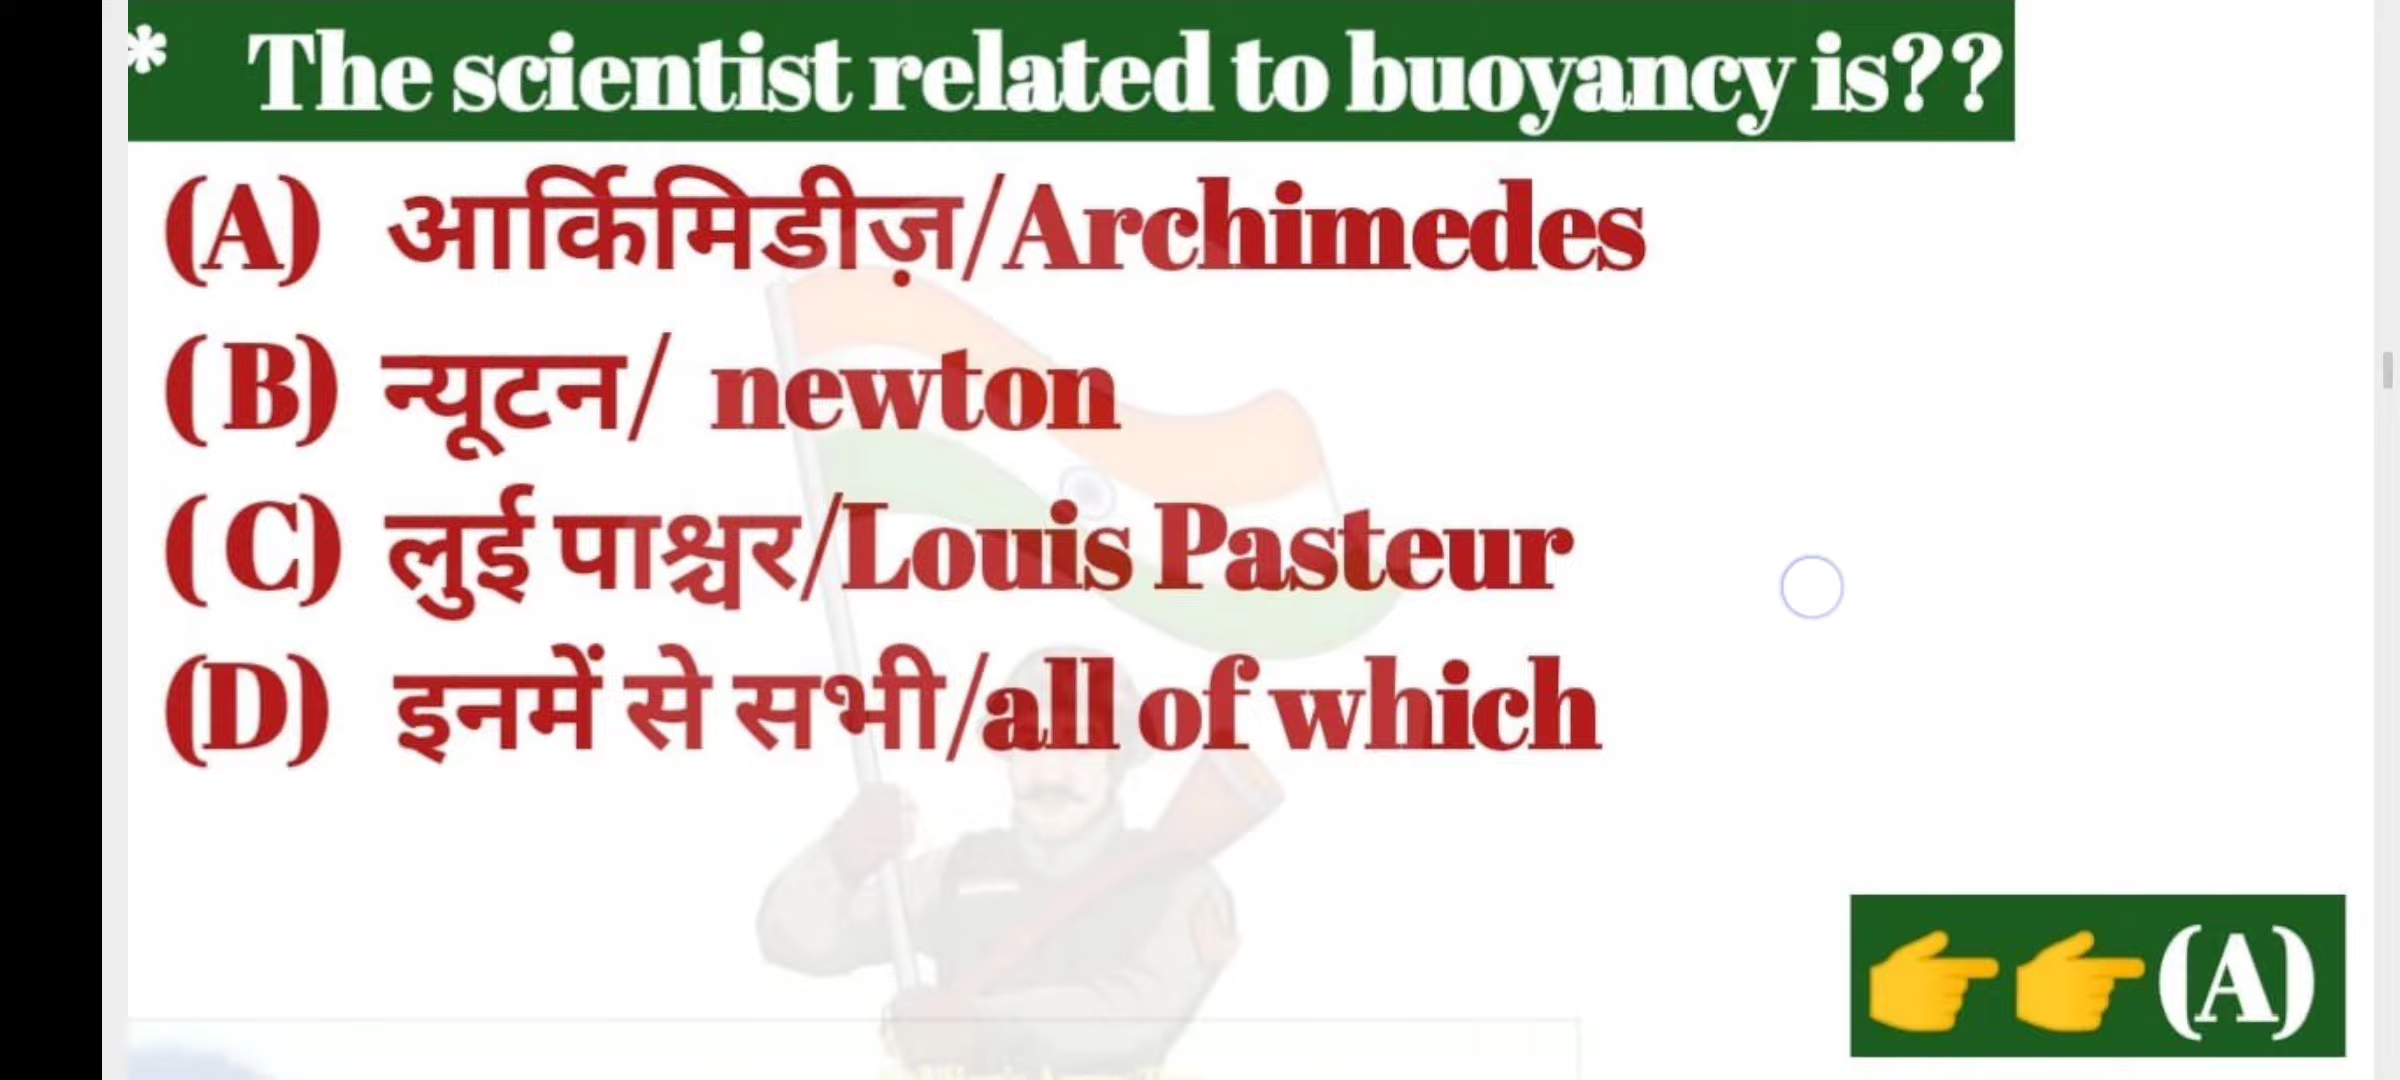 * The scientist related to buoyancy is??
(A) आर्किमिडीज़/Archimedes
(B) न्यूटन/ newton
(C) लुई पाश्चर/Louis Pasteur
(D) इनमें से सभी/all of which
👉👉(A)